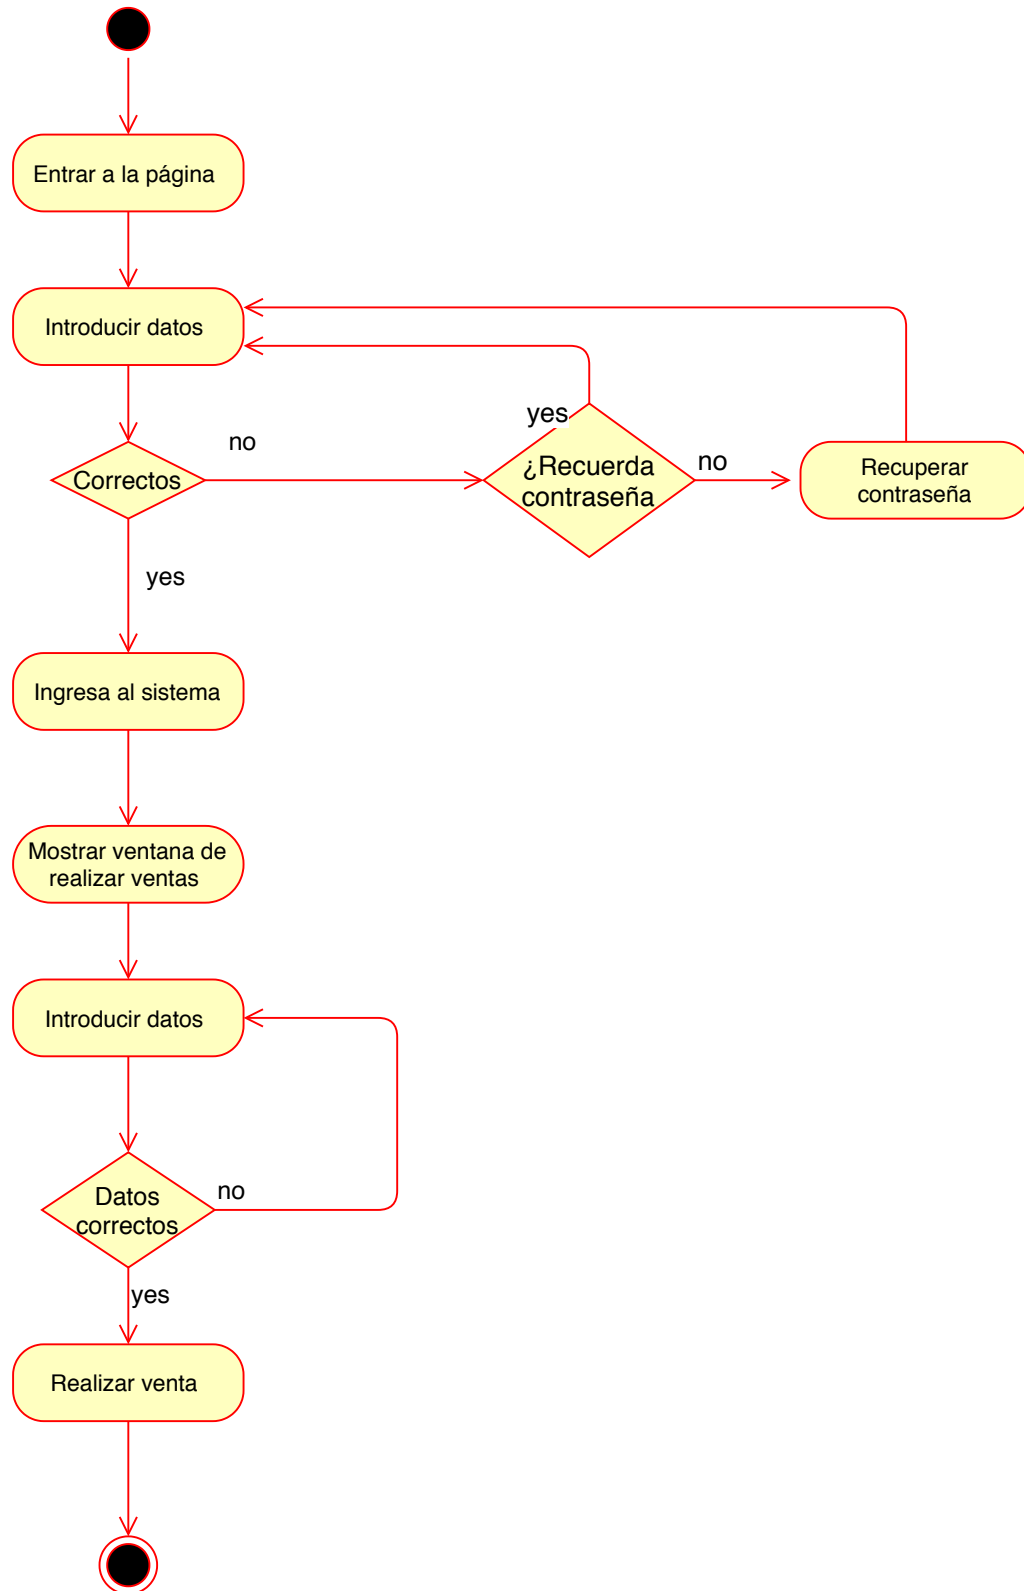 Entrar a la página
Introducir datos
no
yes
Correctos
¿Recuerda
contraseña
no
Recuperar
contraseña
yes
Ingresa al sistema
Mostrar ventana de
realizar ventas
Introducir datos
Datos
correctos
no
yes
Realizar venta